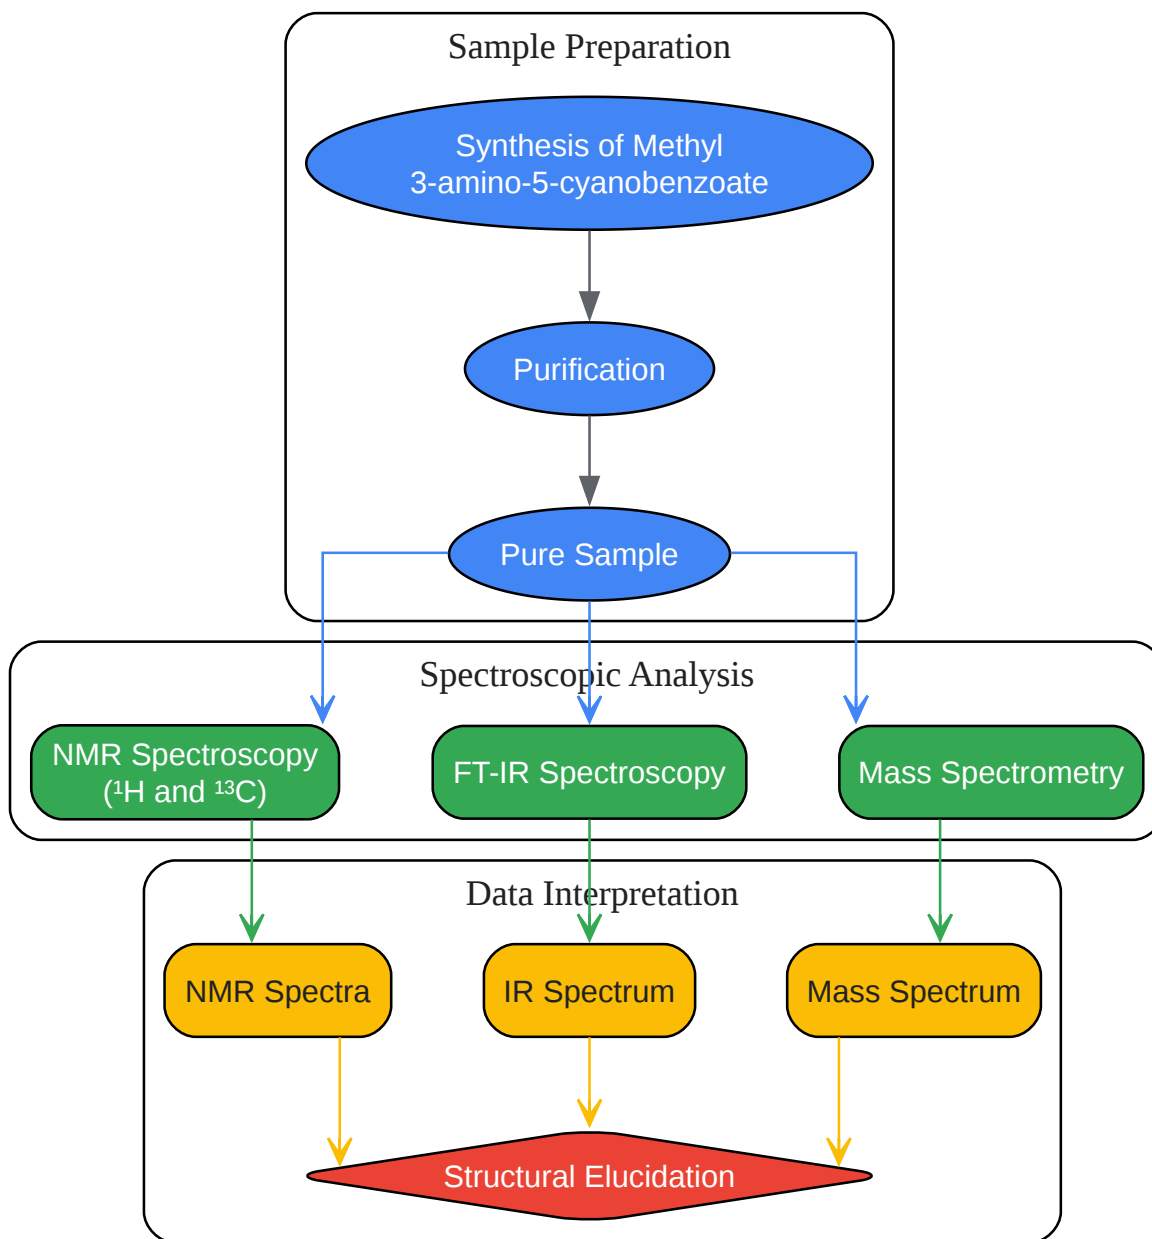 Sample Preparation
Synthesis of Methyl
3-amino-5-cyanobenzoate
Purification
Pure Sample
Spectroscopic Analysis
NMR Spectroscopy
(¹H and ¹³C)
FT-IR Spectroscopy
Mass Spectrometry
Data Interpretation
NMR Spectra
IR Spectrum
Mass Spectrum
Structural Elucidation